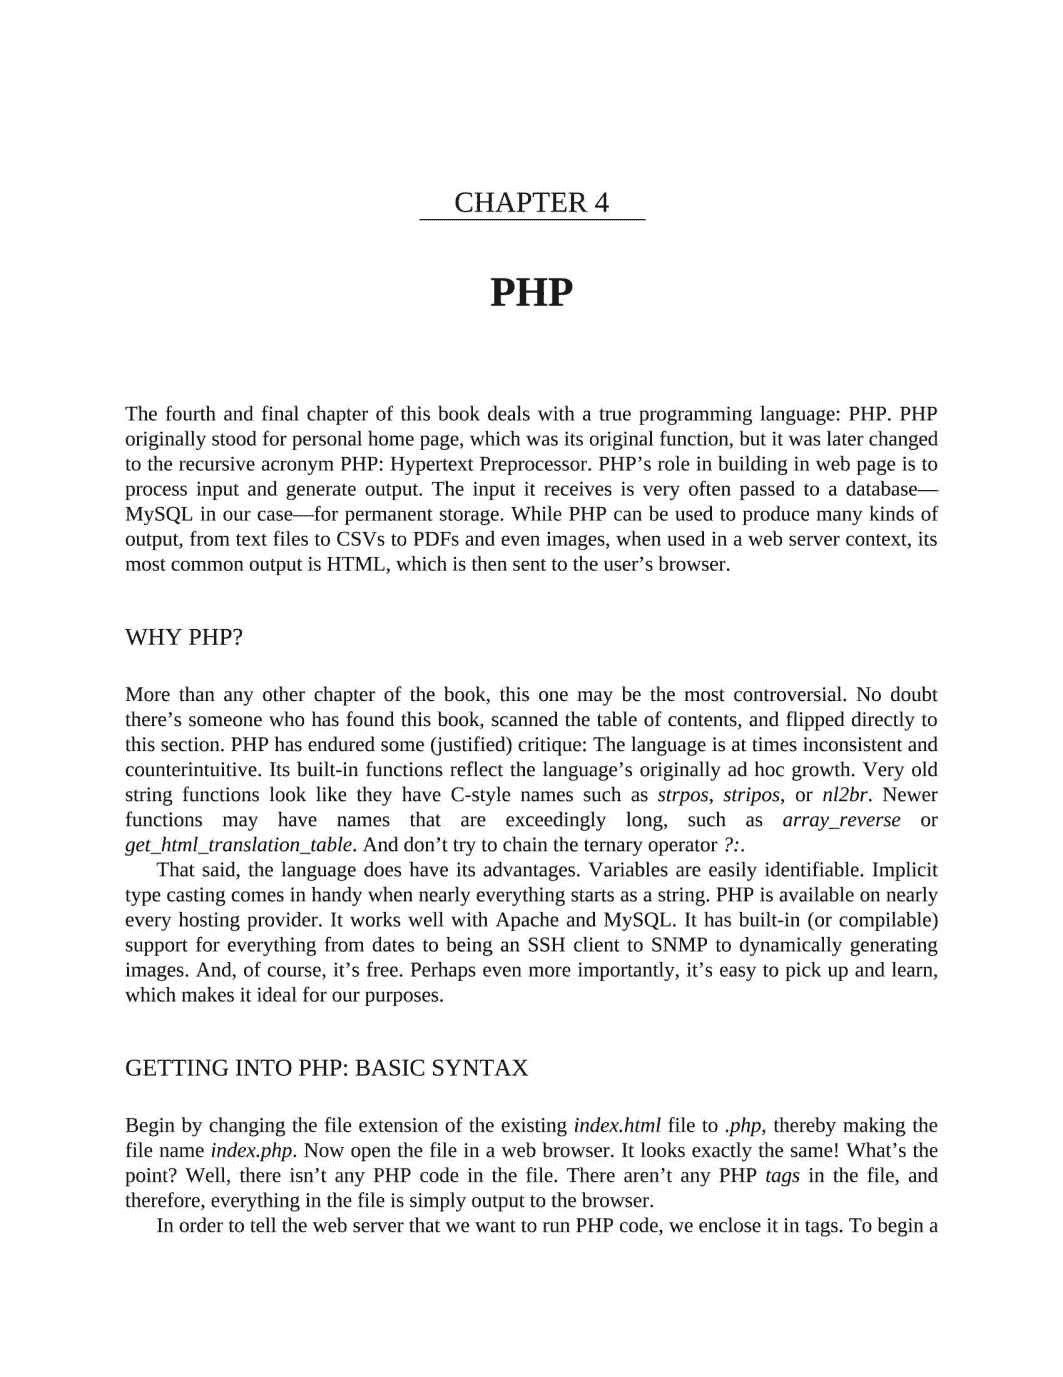 CHAPTER 4
PHP
The fourth and final chapter of this book deals with a true programming language: PHP. PHP
originally stood for personal home page, which was its original function, but it was later changed
to the recursive acronym PHP: Hypertext Preprocessor. PHP’s role in building in web page is to
process input and generate output. The input it receives is very often passed to a database—
MySQL in our case—for permanent storage. While PHP can be used to produce many kinds of
output, from text files to CSVs to PDFs and even images, when used in a web server context, its
most common output is HTML, which is then sent to the user’s browser.
WHY PHP?
More than any other chapter of the book, this one may be the most controversial. No doubt
there’s someone who has found this book, scanned the table of contents, and flipped directly to
this section. PHP has endured some (justified) critique: The language is at times inconsistent and
counterintuitive. Its built-in functions reflect the language’s originally ad hoc growth. Very old
string functions look like they have C-style names such as strpos, stripos, or nl2br. Newer
functions may have names that are exceedingly long, such as array_reverse or
get_html_translation_table. And don’t try to chain the ternary operator ?:.
That said, the language does have its advantages. Variables are easily identifiable. Implicit
type casting comes in handy when nearly everything starts as a string. PHP is available on nearly
every hosting provider. It works well with Apache and MySQL. It has built-in (or compilable)
support for everything from dates to being an SSH client to SNMP to dynamically generating
images. And, of course, it’s free. Perhaps even more importantly, it’s easy to pick up and learn,
which makes it ideal for our purposes.
GETTING INTO PHP: BASIC SYNTAX
Begin by changing the file extension of the existing index.html file to .php, thereby making the
file name index.php. Now open the file in a web browser. It looks exactly the same! What’s the
point? Well, there isn’t any PHP code in the file. There aren’t any PHP tags in the file, and
therefore, everything in the file is simply output to the browser.
In order to tell the web server that we want to run PHP code, we enclose it in tags. To begin a